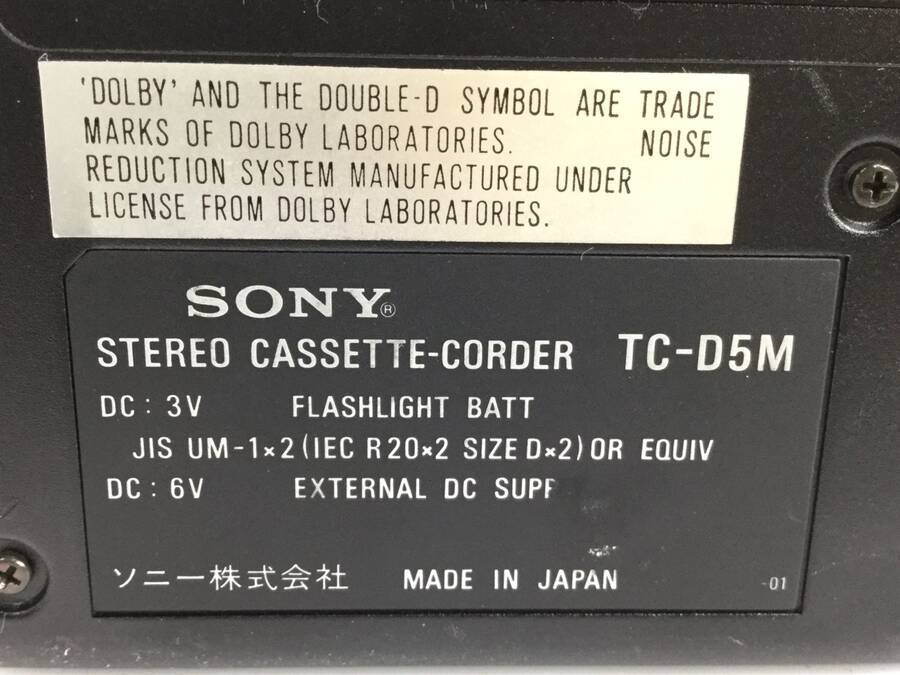 'DOLBY' AND THE DOUBLE-D SYMBOL ARE TRADE
MARKS OF DOLBY LABORATORIES. NOISE
REDUCTION SYSTEM MANUFACTURED UNDER
LICENSE FROM DOLBY LABORATORIES.
SONY®
STEREO CASSETTE-CORDER TC-D5M
DC: 3V FLASHLIGHT BATT
JIS UM-1×2 (IEC R20×2 SIZE D×2) OR EQUIV
DC: 6V EXTERNAL DC
ソニー株式会社 MADE IN JAPAN -01